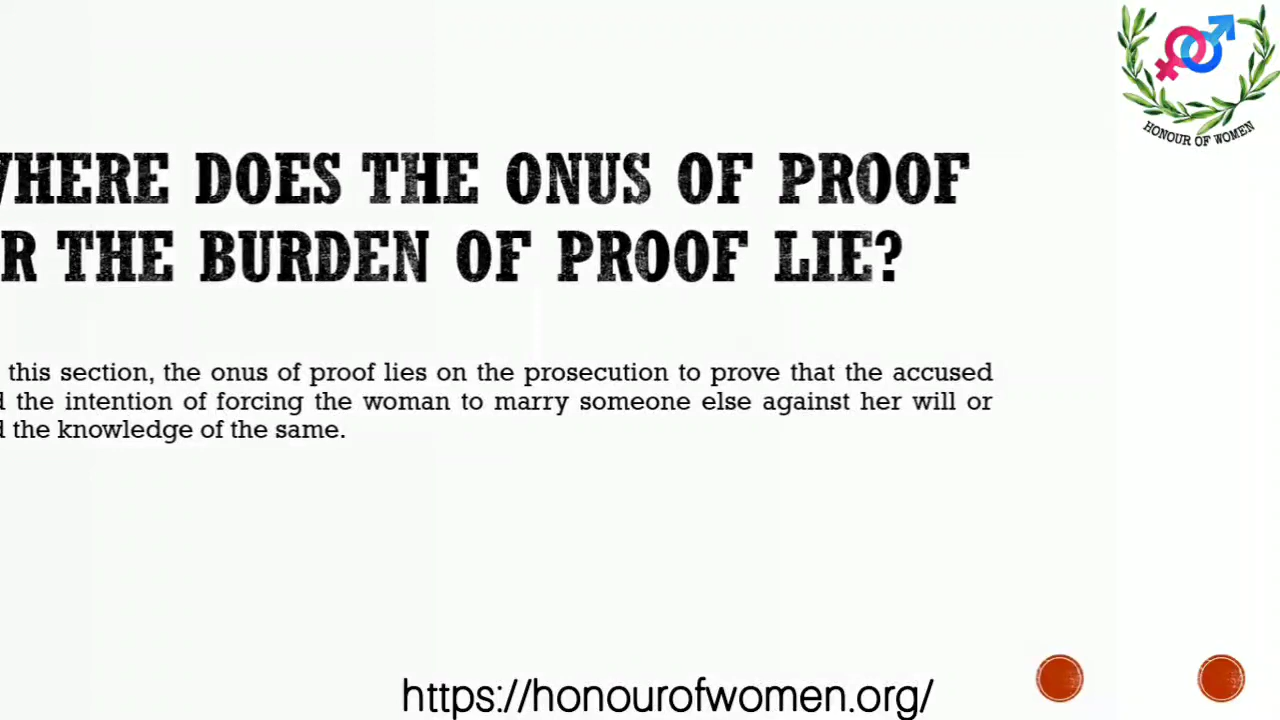 HONOUR OF WOMEN
WHERE DOES THE ONUS OF PROOF
R THE BURDEN OF PROOF LIE?
this section, the onus of proof lies on the prosecution to prove that the accused
d the intention of forcing the woman to marry someone else against her will or
d the knowledge of the same.
https://honourofwomen.org/